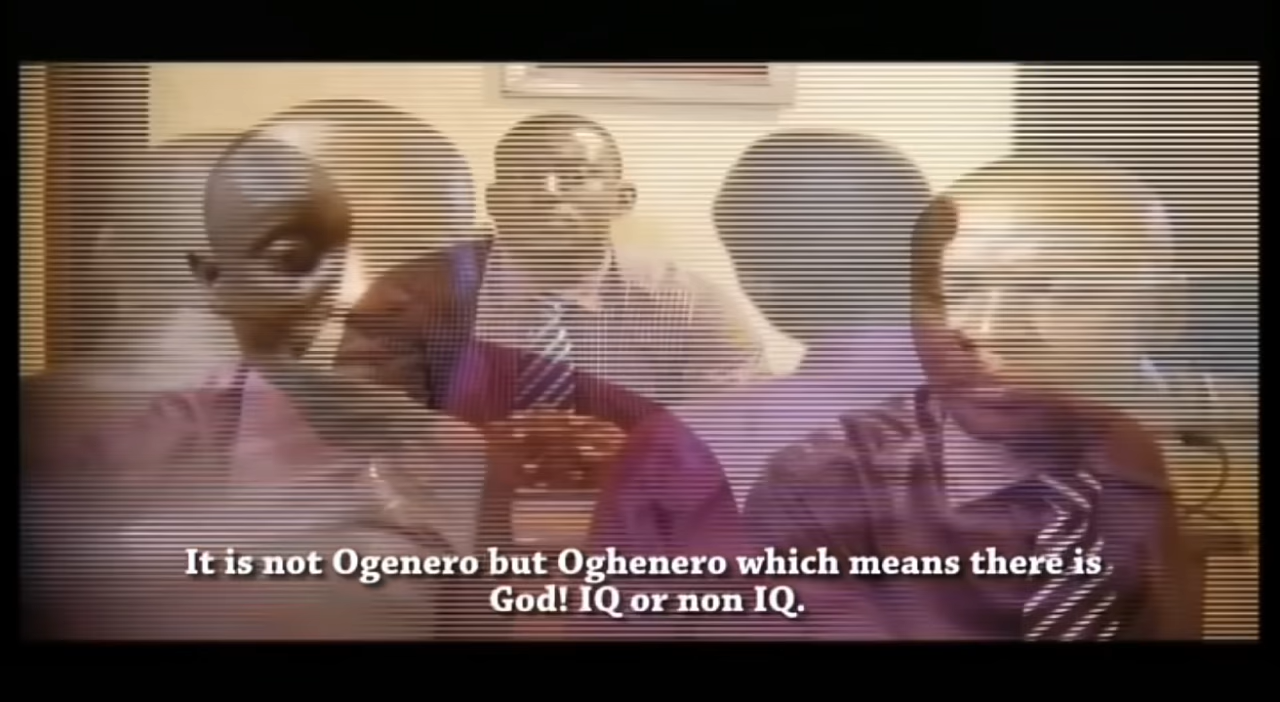 It is not Ogenero but Oghenero which means there is
God! IQ or non IQ.